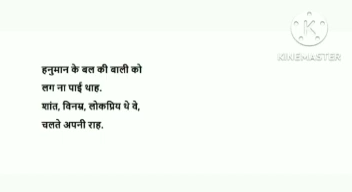 KINEMASTER
हनुमान के बल की बाली को
लग ना पाई थाह.
शांत, विनम्र, लोकप्रिय थे वे,
चलते अपनी राह.